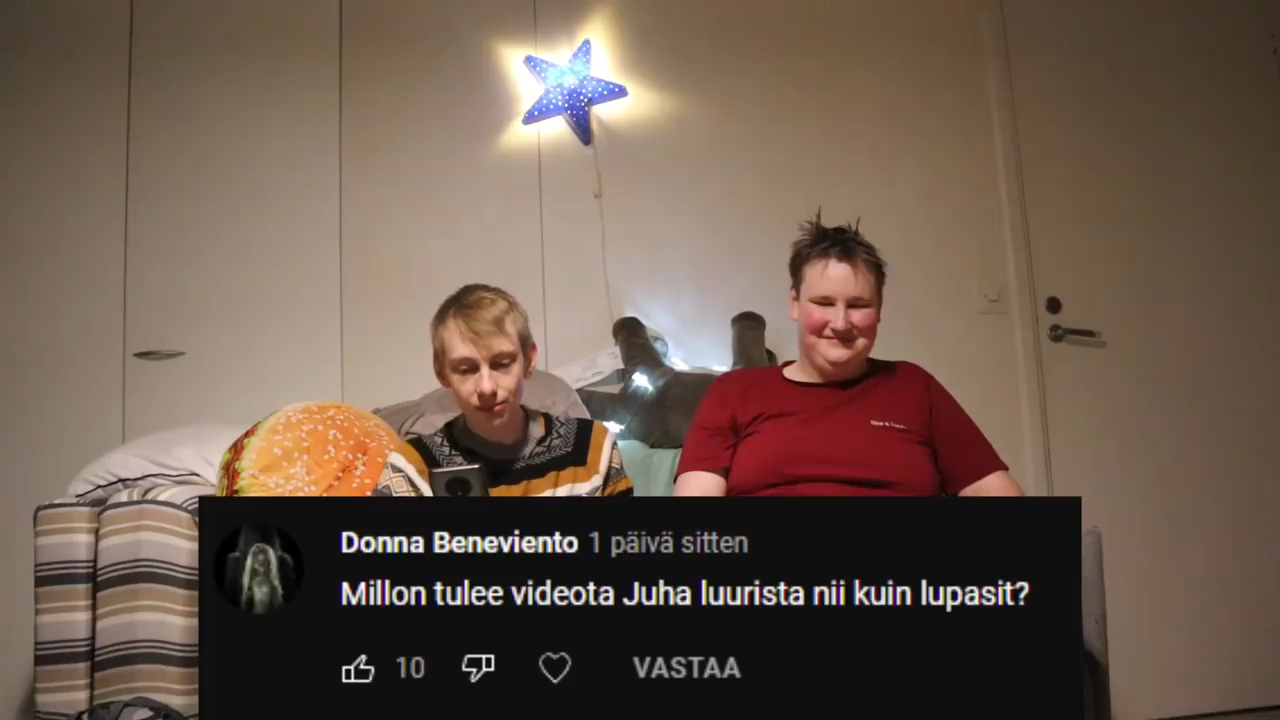 Donna Beneviento 1 päivä sitten
Millon tulee videota Juha luurista nii kuin lupasit?
10 VASTAA